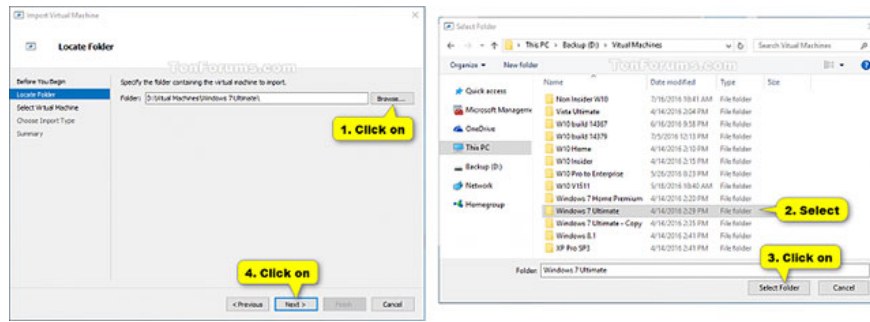 Import Virtual Machine
Locate Folder
TenForums.com
Before You Begin
Locate Folder
Select Virtual Machine
Choose Import Type
Summary
Specify the folder containing the virtual machine to import.
Folder: D:\Virtual Machines\Windows 7 Ultimate\
Browse...
1. Click on
4. Click on
< Previous
Next >
Finish
Cancel
Select Folder
This PC > Backup (D:) > Virtual Machines
Search Virtual Machines
Organize
New folder
TenForums.com
Quick access
Microsoft Manageme
OneDrive
This PC
Backup (D:)
Network
Homegroup
Name Date modified Type Size
Non Insider W10 7/16/2016 10:41 AM File folder
Vista Ultimate 4/14/2016 2:04 PM File folder
W10 build 14367 6/16/2016 9:58 PM File folder
W10 build 14379 7/5/2016 12:13 PM File folder
W10 Home 4/14/2016 2:10 PM File folder
W10 Insider 4/14/2016 2:15 PM File folder
W10 Pro to Enterprise 5/26/2016 8:23 PM File folder
W10 V1511 5/18/2016 10:40 AM File folder
Windows 7 Home Premium 4/14/2016 2:20 PM File folder
Windows 7 Ultimate 4/14/2016 2:29 PM File folder
Windows 7 Ultimate - Copy 4/14/2016 2:35 PM File folder
Windows 8.1 4/14/2016 2:41 PM File folder
XP Pro SP3 4/14/2016 2:41 PM File folder
2. Select
3. Click on
Folder: Windows 7 Ultimate
Select Folder
Cancel